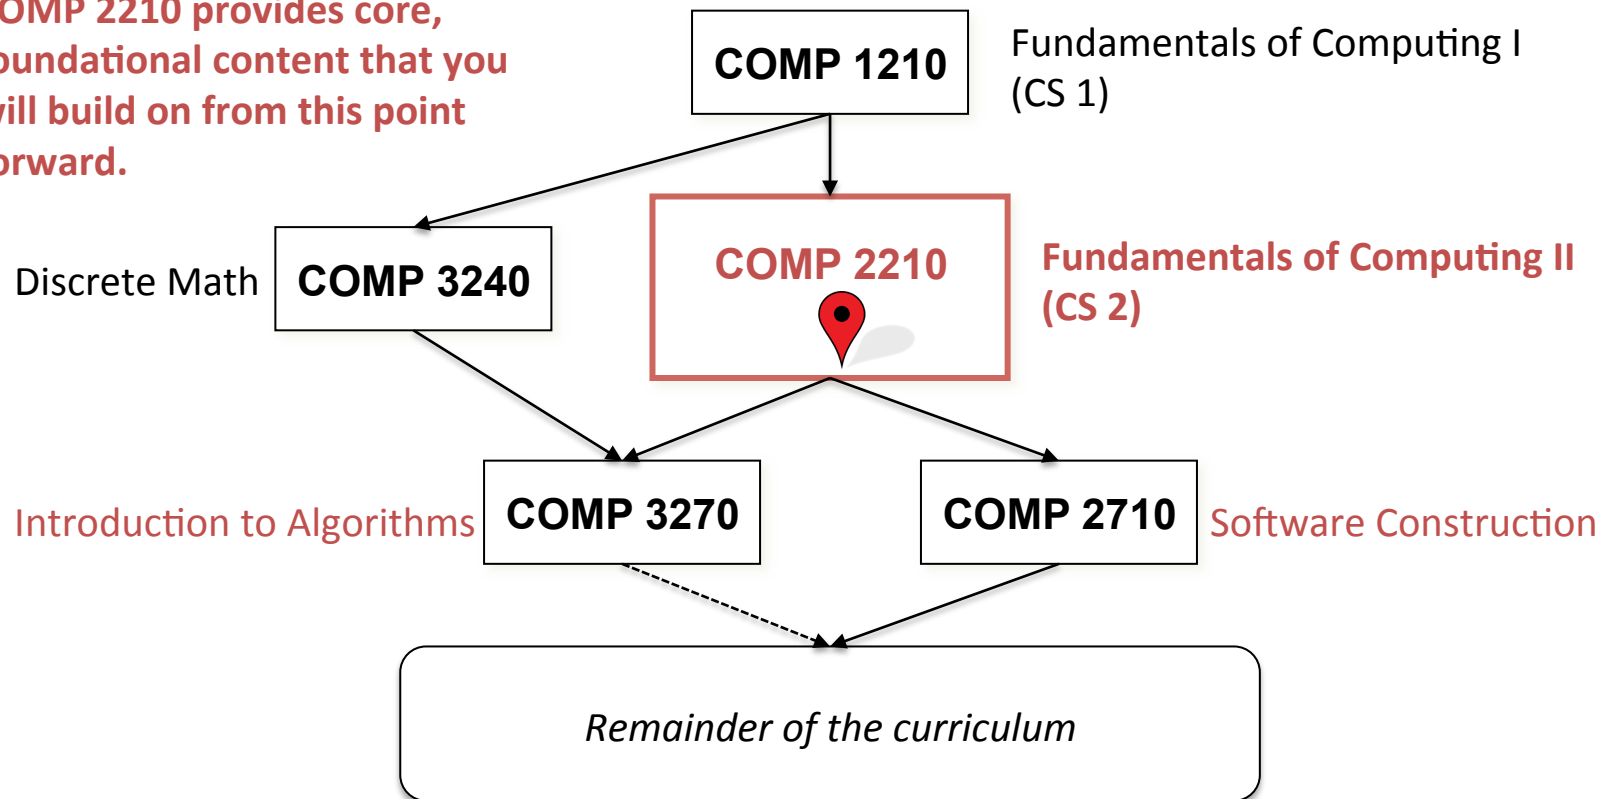 OMP 2210 provides core,
oundational content that you
ill build on from this point
orward.
COMP 1210
Fundamentals of Computing I
(CS 1)
Discrete Math
COMP 3240
COMP 2210
Fundamentals of Computing II
(CS 2)
Introduction to Algorithms
COMP 3270
COMP 2710
Software Construction
Remainder of the curriculum